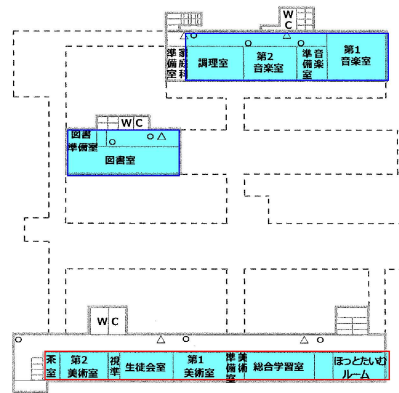 WC
家庭科
準備室
調理室
第2
音楽室
音楽
準備室
第1
音楽室
WC
図書
準備室
図書室
WC
茶室
第2
美術室
視準
生徒会室
第1
美術室
美術
準備室
総合学習室
ほっとたいむ
ルーム